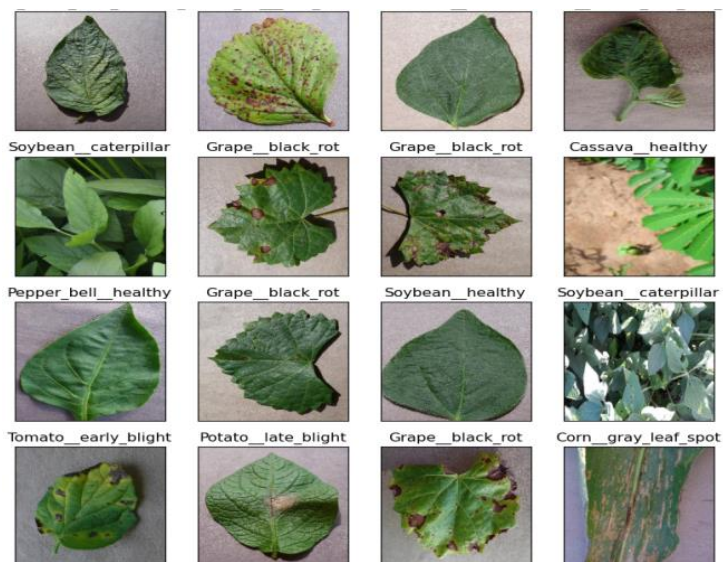 Soybean__caterpillar Grape__black_rot Grape__black_rot Cassava__healthy
Pepper_bell__healthy Grape__black_rot Soybean__healthy Soybean__caterpillar
Tomato__early_blight Potato__late_blight Grape__black_rot Corn__gray_leaf_spot